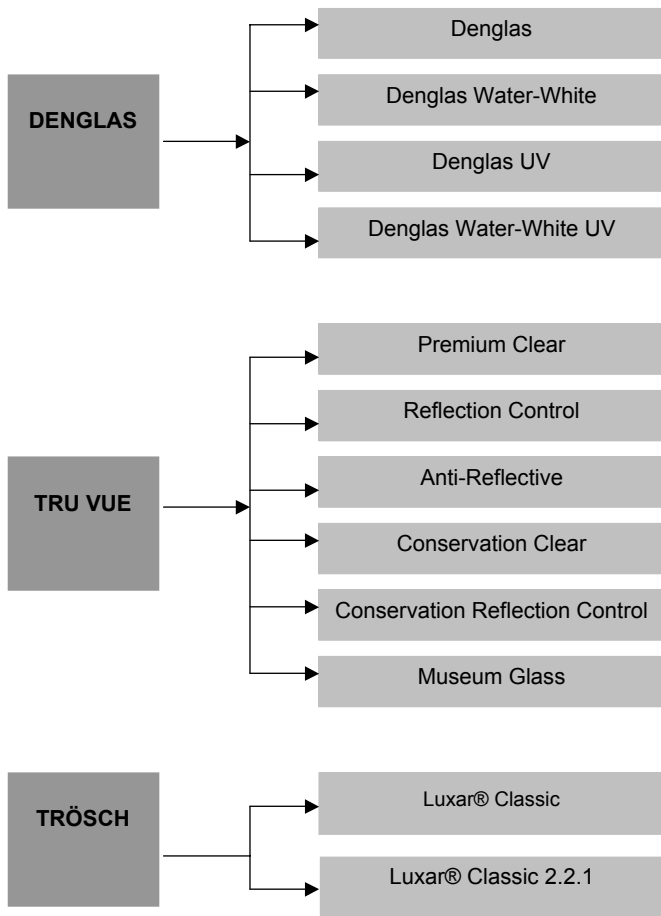 DENGLAS
Denglas
Denglas Water-White
Denglas UV
Denglas Water-White UV
TRU VUE
Premium Clear
Reflection Control
Anti-Reflective
Conservation Clear
Conservation Reflection Control
Museum Glass
TRÖSCH
Luxar® Classic
Luxar® Classic 2.2.1